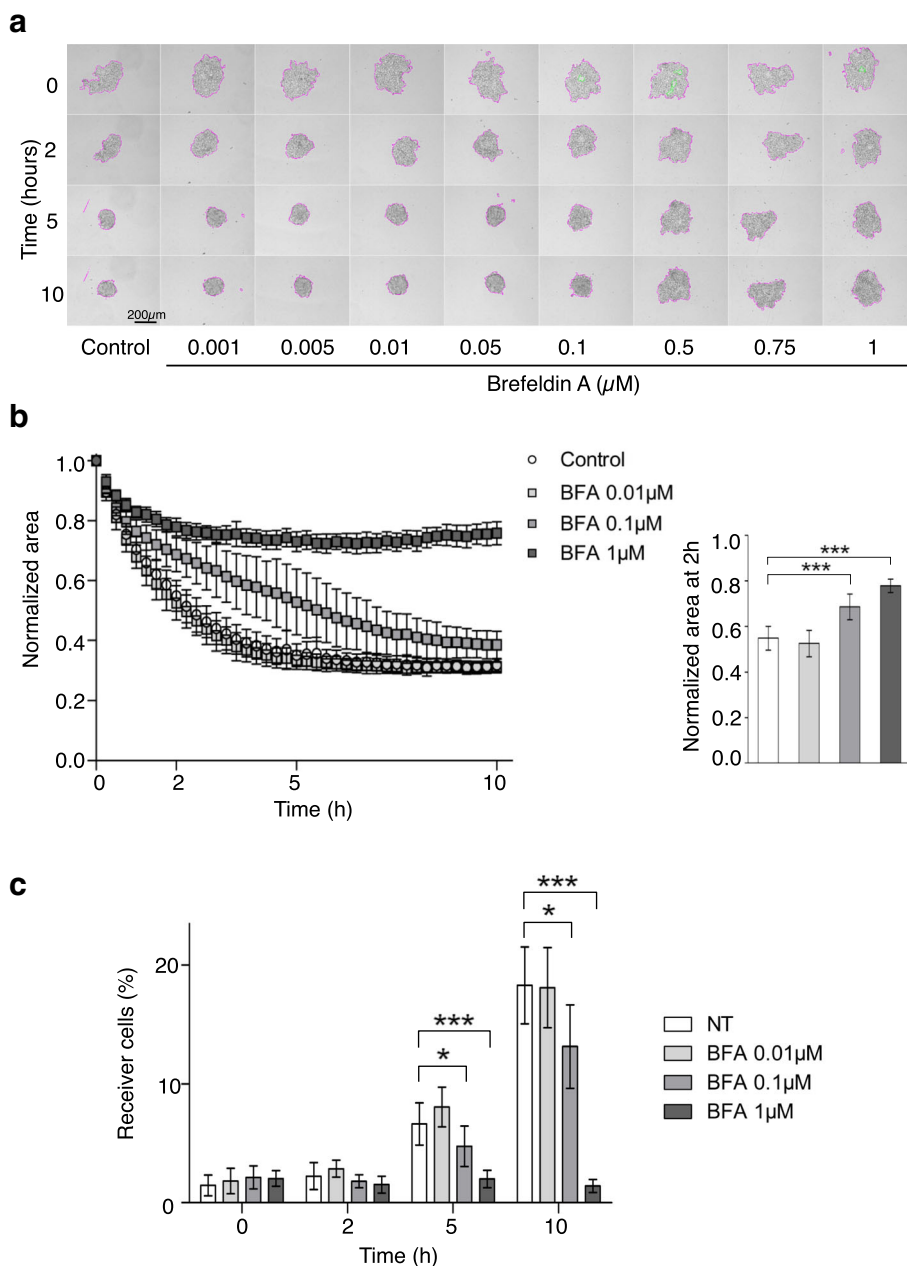 a
0
2
5
10
Time (hours)
200µm
Control 0.001 0.005 0.01 0.05 0.1 0.5 0.75 1
Brefeldin A (µM)
b
1.0
0.8
0.6
0.4
0.2
0.0
Normalized area
0 2 5 10
Time (h)
Control
BFA 0.01µM
BFA 0.1µM
BFA 1µM
1.0
0.8
0.6
0.4
0.2
0.0
Normalized area at 2h
***
***
c
20
10
0
Receiver cells (%)
***
*
***
*
0 2 5 10
Time (h)
NT
BFA 0.01µM
BFA 0.1µM
BFA 1µM